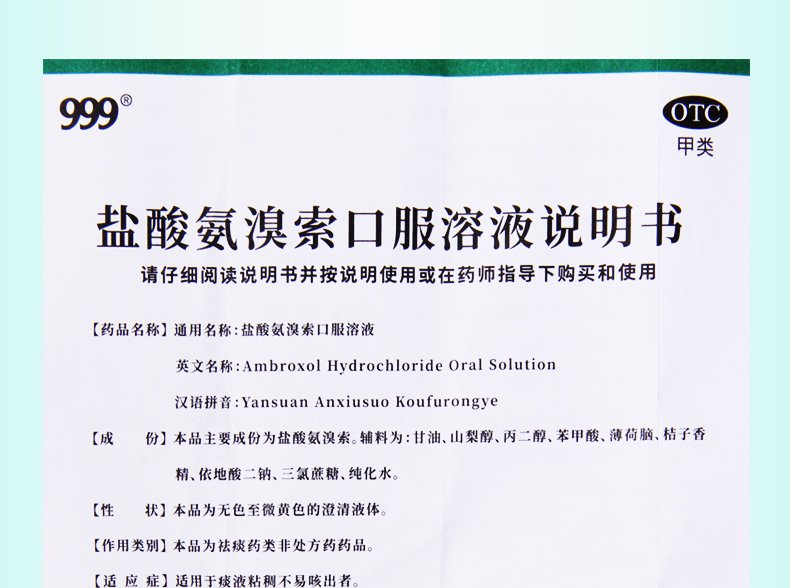 999®
OTC
甲类
盐酸氨溴索口服溶液说明书
请仔细阅读说明书并按说明使用或在药师指导下购买和使用
【药品名称】通用名称:盐酸氨溴索口服溶液
英文名称:Ambroxol Hydrochloride Oral Solution
汉语拼音:Yansuan Anxiusuo Koufurongye
【成 份】本品主要成份为盐酸氨溴索。辅料为:甘油、山梨醇、丙二醇、苯甲酸、薄荷脑、桔子香
精、依地酸二钠、三氯蔗糖、纯化水。
【性 状】本品为无色至微黄色的澄清液体。
【作用类别】本品为祛痰药类非处方药药品。
【适 应 症】适用于痰液粘稠不易咳出者。